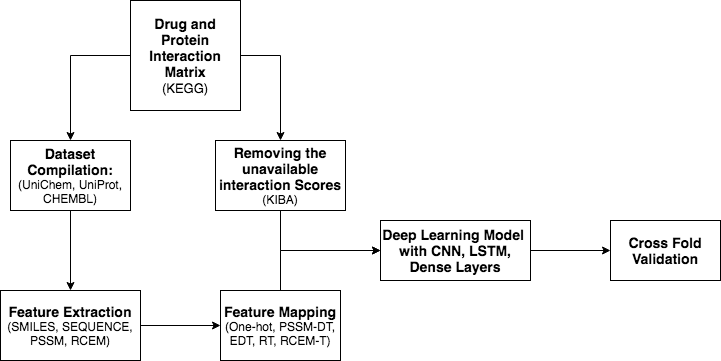 Drug and
Protein
Interaction
Matrix
(KEGG)
Dataset
Compilation:
(UniChem, UniProt,
CHEMBL)
Removing the
unavailable
interaction Scores
(KIBA)
Deep Learning Model
with CNN, LSTM,
Dense Layers
Cross Fold
Validation
Feature Extraction
(SMILES, SEQUENCE,
PSSM, RCEM)
Feature Mapping
(One-hot, PSSM-DT,
EDT, RT, RCEM-T)